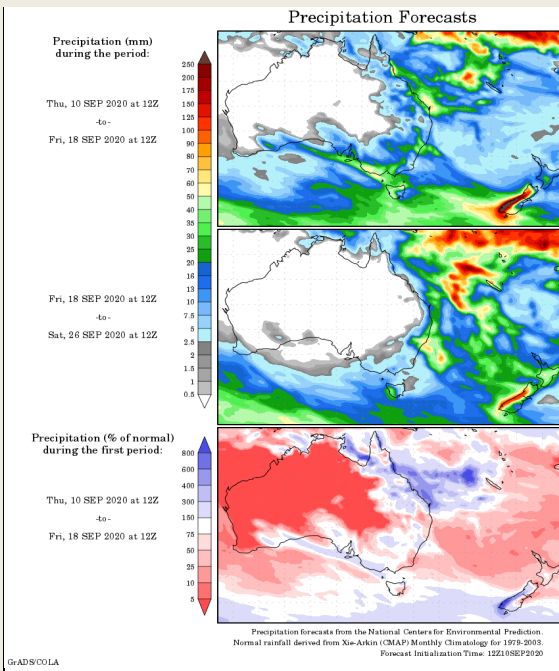 Precipitation Forecasts
Precipitation (mm)
during the period:
Thu, 10 SEP 2020 at 12Z
-to-
Fri, 18 SEP 2020 at 12Z
250
200
175
150
125
100
90
80
70
60
50
40
35
30
25
20
16
13
10
7.5
5
2.5
2
1.5
1
0.5
Fri, 18 SEP 2020 at 12Z
-to-
Sat, 26 SEP 2020 at 12Z
Precipitation (% of normal)
during the first period:
Thu, 10 SEP 2020 at 12Z
-to-
Fri, 18 SEP 2020 at 12Z
800
600
400
300
150
75
50
25
10
5
Precipitation forecasts from the National Centers for Environmental Prediction.
Normal rainfall derived from Xie-Arkin (CMAP) Monthly Climatology for 1979-2003.
Forecast Initialization Time: 12Z10SEP2020
GrADS/COLA